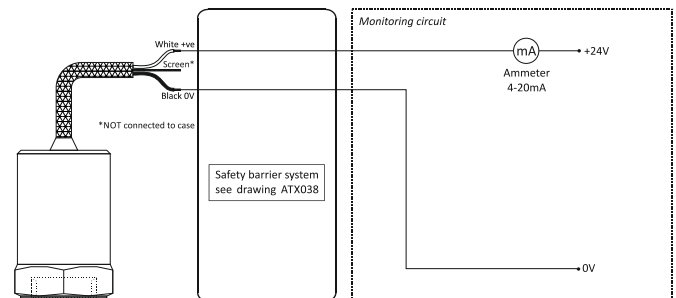 Monitoring circuit
White +ve
Screen*
Black 0V
*NOT connected to case
mA
+24V
Ammeter
4-20mA
Safety barrier system
see drawing ATX038
0V